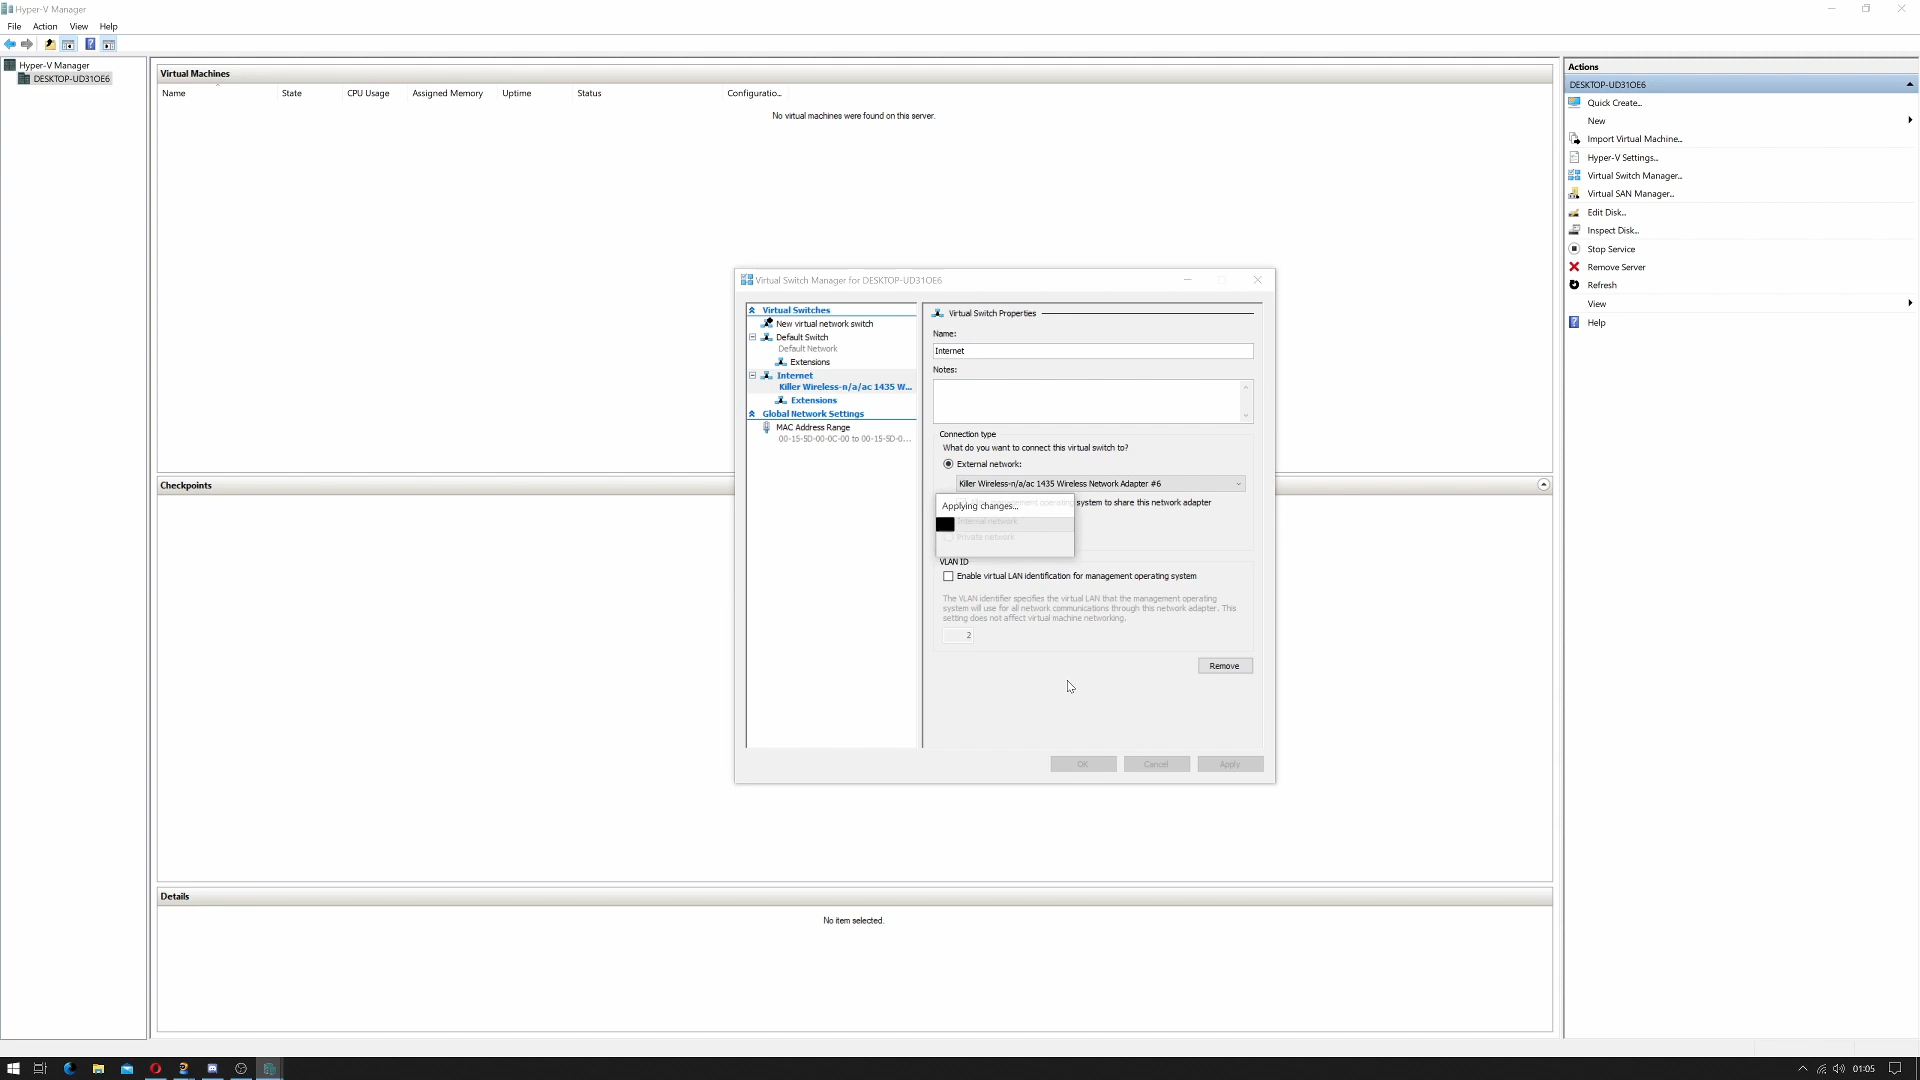 Hyper-V Manager
File Action View Help
Hyper-V Manager
DESKTOP-UD31OE6
Virtual Machines
Name State CPU Usage Assigned Memory Uptime Status Configuratio...
No virtual machines were found on this server.
Checkpoints
Details
No item selected.
Actions
DESKTOP-UD31OE6
Quick Create...
New
Import Virtual Machine...
Hyper-V Settings...
Virtual Switch Manager...
Virtual SAN Manager...
Edit Disk...
Inspect Disk...
Stop Service
Remove Server
Refresh
View
Help
Virtual Switch Manager for DESKTOP-UD31OE6
Virtual Switches
New virtual network switch
Default Switch
Default Network
Extensions
Internet
Killer Wireless-n/a/ac 1435 W...
Extensions
Global Network Settings
MAC Address Range
00-15-5D-00-0C-00 to 00-15-5D-0...
Virtual Switch Properties
Name:
Internet
Notes:
Connection type
What do you want to connect this virtual switch to?
External network:
Killer Wireless-n/a/ac 1435 Wireless Network Adapter #6
Allow management operating system to share this network adapter
Applying changes...
Internal network
Private network
VLAN ID
Enable virtual LAN identification for management operating system
The VLAN identifier specifies the virtual LAN that the management operating
system will use for all network communications through this network adapter. This
setting does not affect virtual machine networking.
2
Remove
OK Cancel Apply
01:05